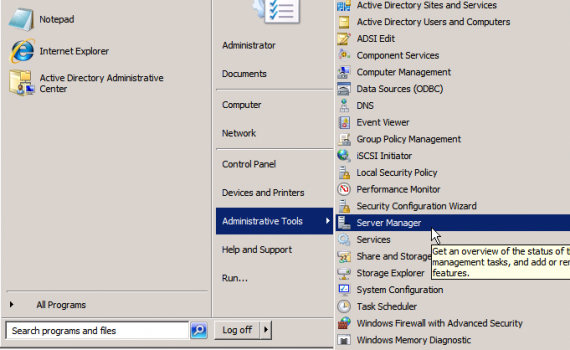 Notepad
Internet Explorer
Active Directory Administrative
Center
All Programs
Search programs and files
Administrator
Documents
Computer
Network
Control Panel
Devices and Printers
Administrative Tools
Help and Support
Run...
Log off
Active Directory Sites and Services
Active Directory Users and Computers
ADSI Edit
Component Services
Computer Management
Data Sources (ODBC)
DNS
Event Viewer
Group Policy Management
iSCSI Initiator
Local Security Policy
Performance Monitor
Security Configuration Wizard
Server Manager
Services
Share and Storage
Storage Explorer
System Configuration
Task Scheduler
Windows Firewall with Advanced Security
Windows Memory Diagnostic
Get an overview of the status of
management tasks, and add or
features.